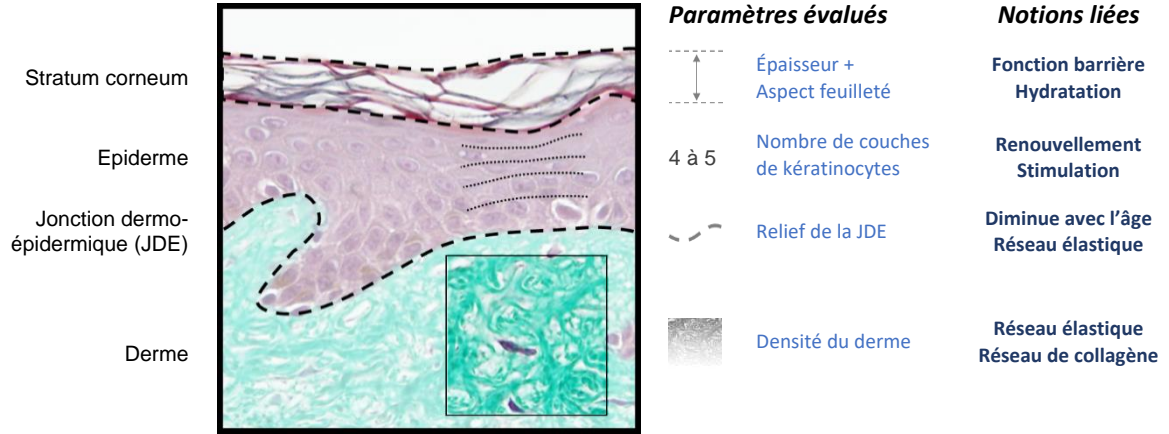 Paramètres évalués
Notions liées
Stratum corneum
Épaisseur +
Aspect feuilleté
Fonction barrière
Hydratation
Epiderme
4 à 5
Nombre de couches
de kératinocytes
Renouvellement
Stimulation
Jonction dermo-
épidermique (JDE)
Relief de la JDE
Diminue avec l'âge
Réseau élastique
Derme
Densité du derme
Réseau élastique
Réseau de collagène